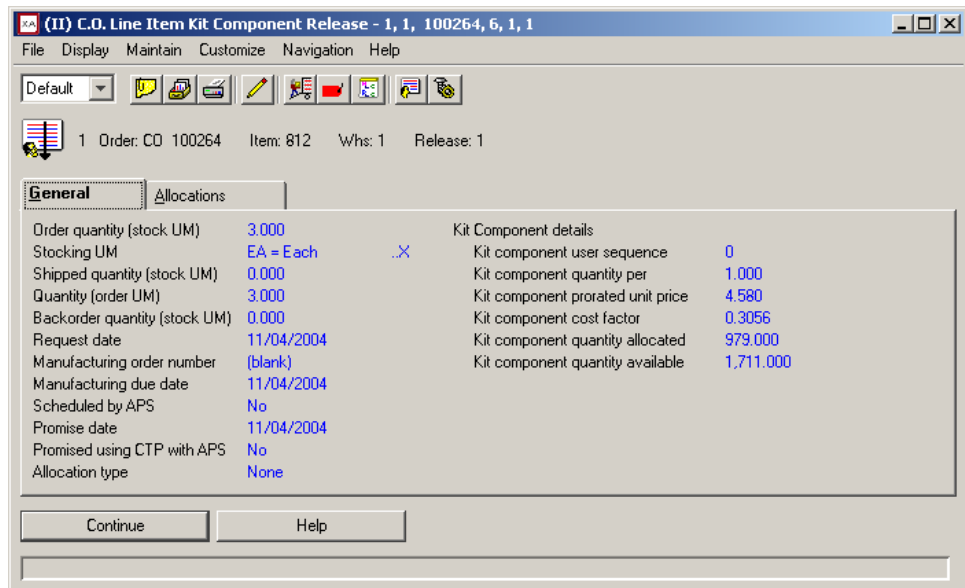 XA (II) C.O. Line Item Kit Component Release - 1, 1, 100264, 6, 1, 1
File Display Maintain Customize Navigation Help
Default
1 Order: CO 100264 Item: 812 Whs: 1 Release: 1
General Allocations
Order quantity (stock UM) 3.000
Stocking UM EA = Each ..X
Shipped quantity (stock UM) 0.000
Quantity (order UM) 3.000
Backorder quantity (stock UM) 0.000
Request date 11/04/2004
Manufacturing order number (blank)
Manufacturing due date 11/04/2004
Scheduled by APS No
Promise date 11/04/2004
Promised using CTP with APS No
Allocation type None
Kit Component details
Kit component user sequence 0
Kit component quantity per 1.000
Kit component prorated unit price 4.580
Kit component cost factor 0.3056
Kit component quantity allocated 979.000
Kit component quantity available 1,711.000
Continue Help